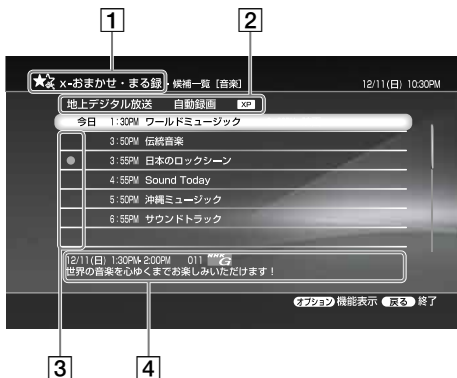 1
2
x-おまかせ・まる録 候補一覧 [音楽] 12/11(日) 10:30PM
地上デジタル放送 自動録画 XP
今日 1:30PM ワールドミュージック
3:50PM 伝統音楽
3:55PM 日本のロックシーン
4:55PM Sound Today
5:50PM 沖縄ミュージック
6:55PM サウンドトラック
12/11(日) 1:30PM-2:00PM 011 NHK G
世界の音楽を心ゆくまでお楽しみいただけます！
オプション 機能表示 戻る 終了
3
4